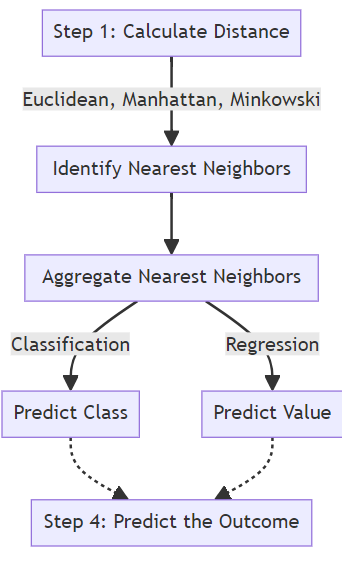 Step 1: Calculate Distance
Euclidean, Manhattan, Minkowski
Identify Nearest Neighbors
Aggregate Nearest Neighbors
Classification
Regression
Predict Class
Predict Value
Step 4: Predict the Outcome